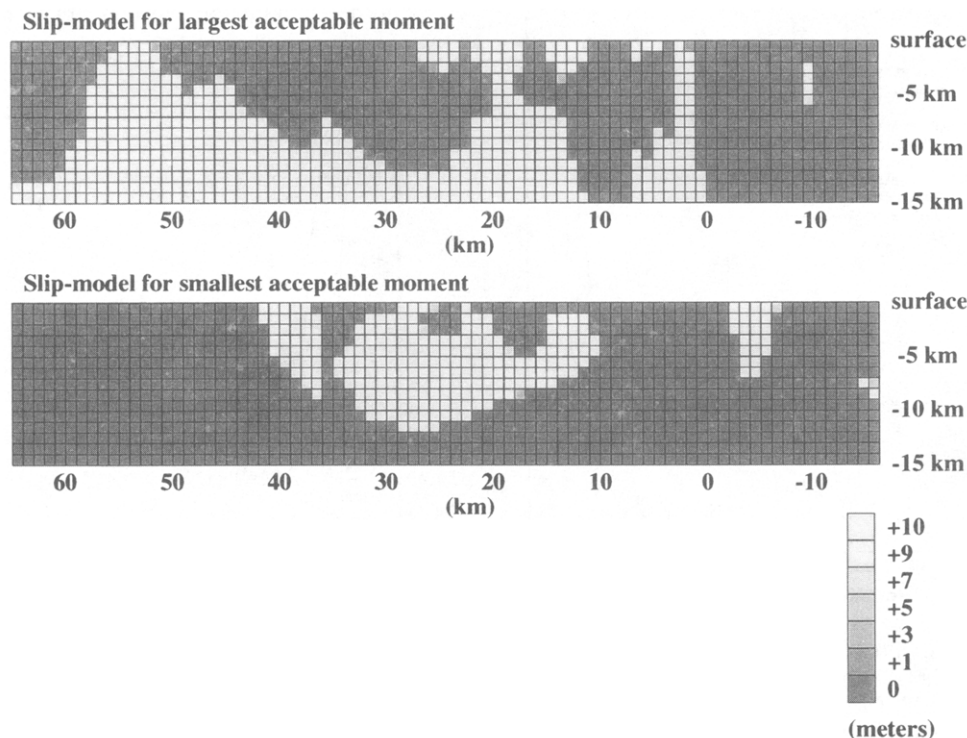 Slip-model for largest acceptable moment
surface
-5 km
-10 km
-15 km
60 50 40 30 20 10 0 -10
(km)
Slip-model for smallest acceptable moment
surface
-5 km
-10 km
-15 km
60 50 40 30 20 10 0 -10
(km)
+10
+9
+7
+5
+3
+1
0
(meters)